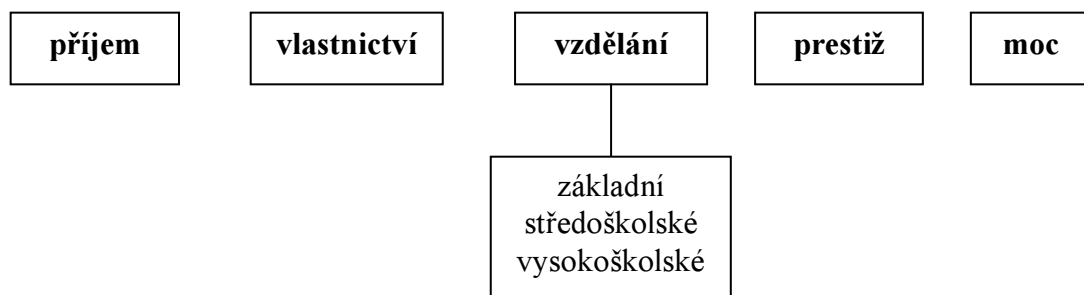 příjem vlastnictví vzdělání prestiž moc
základní
středoškolské
vysokoškolské